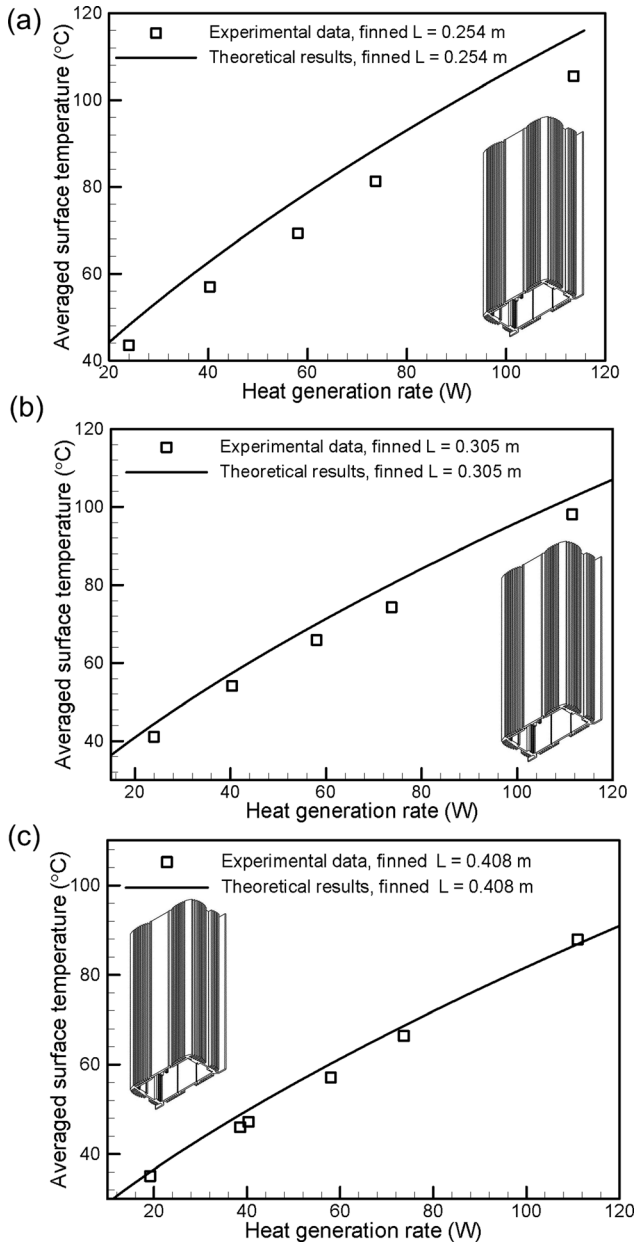 (a)
120
Experimental data, finned L = 0.254 m
Theoretical results, finned L = 0.254 m
100
80
60
40
Averaged surface temperature (°C)
20 40 60 80 100 120
Heat generation rate (W)
(b)
120
Experimental data, finned L = 0.305 m
Theoretical results, finned L = 0.305 m
100
80
60
40
Averaged surface temperature (°C)
20 40 60 80 100 120
Heat generation rate (W)
(c)
Experimental data, finned L = 0.408 m
Theoretical results, finned L = 0.408 m
100
80
60
40
Averaged surface temperature (°C)
20 40 60 80 100 120
Heat generation rate (W)